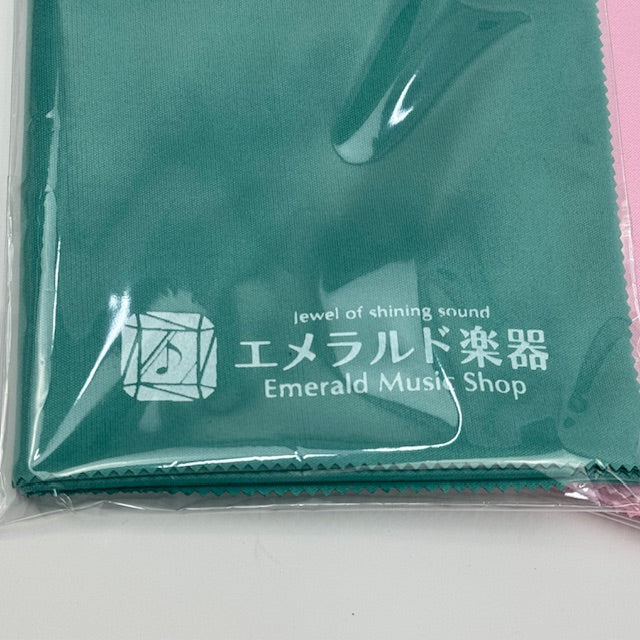 Jewel of shining sound
エメラルド楽器
Emerald Music Shop